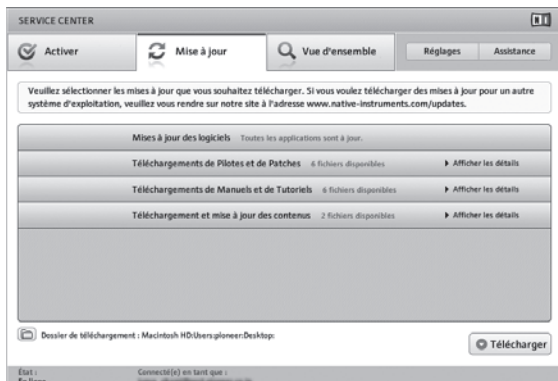 SERVICE CENTER
Activer
Mise à jour
Vue d'ensemble
Réglages
Assistance
Veuillez sélectionner les mises à jour que vous souhaitez télécharger. Si vous voulez télécharger des mises à jour pour un autre
système d'exploitation, veuillez vous rendre sur notre site à l'adresse www.native-instruments.com/updates.
Mises à jour des logiciels Toutes les applications sont à jour.
Téléchargements de Pilotes et de Patches 6 fichiers disponibles Afficher les détails
Téléchargements de Manuels et de Tutoriels 6 fichiers disponibles Afficher les détails
Téléchargement et mise à jour des contenus 2 fichiers disponibles Afficher les détails
Dossier de téléchargement : Macintosh HD:Users:pioneer:Desktop:
Télécharger
État :
Connecté(e) en tant que :
En ligne